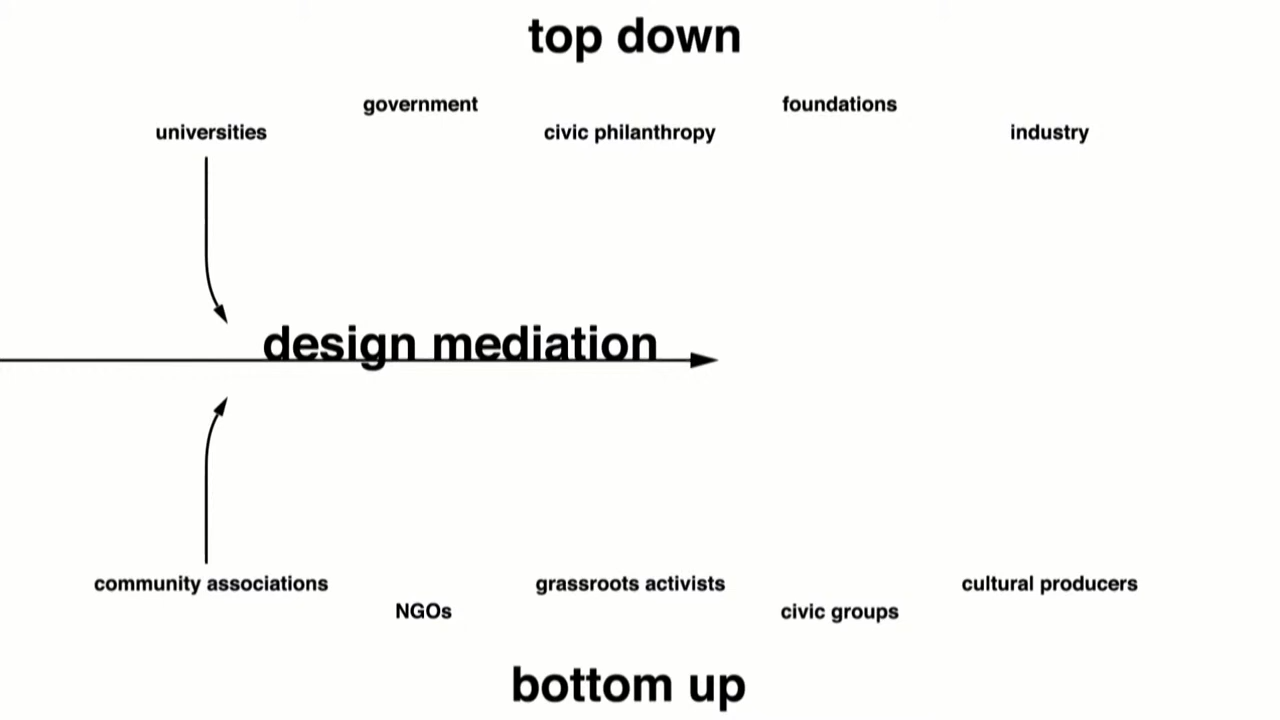 top down
government
foundations
universities
civic philanthropy
industry
design mediation
community associations
grassroots activists
cultural producers
NGOs
civic groups
bottom up